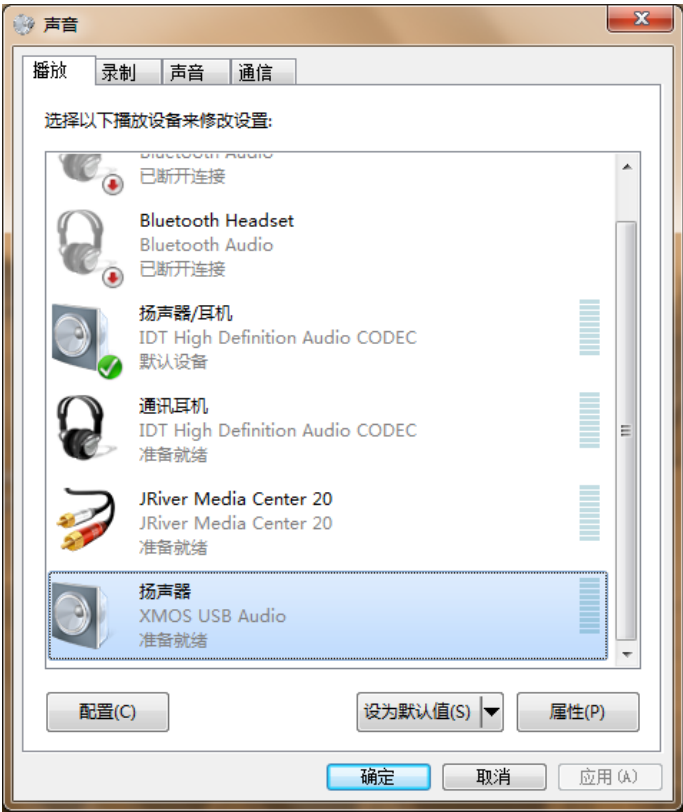 声音
播放
录制
声音
通信
选择以下播放设备来修改设置:
Bluetooth Audio
已断开连接
Bluetooth Headset
Bluetooth Audio
已断开连接
扬声器/耳机
IDT High Definition Audio CODEC
默认设备
通讯耳机
IDT High Definition Audio CODEC
准备就绪
JRiver Media Center 20
JRiver Media Center 20
准备就绪
扬声器
XMOS USB Audio
准备就绪
配置(C)
设为默认值(S)
属性(P)
确定
取消
应用(A)